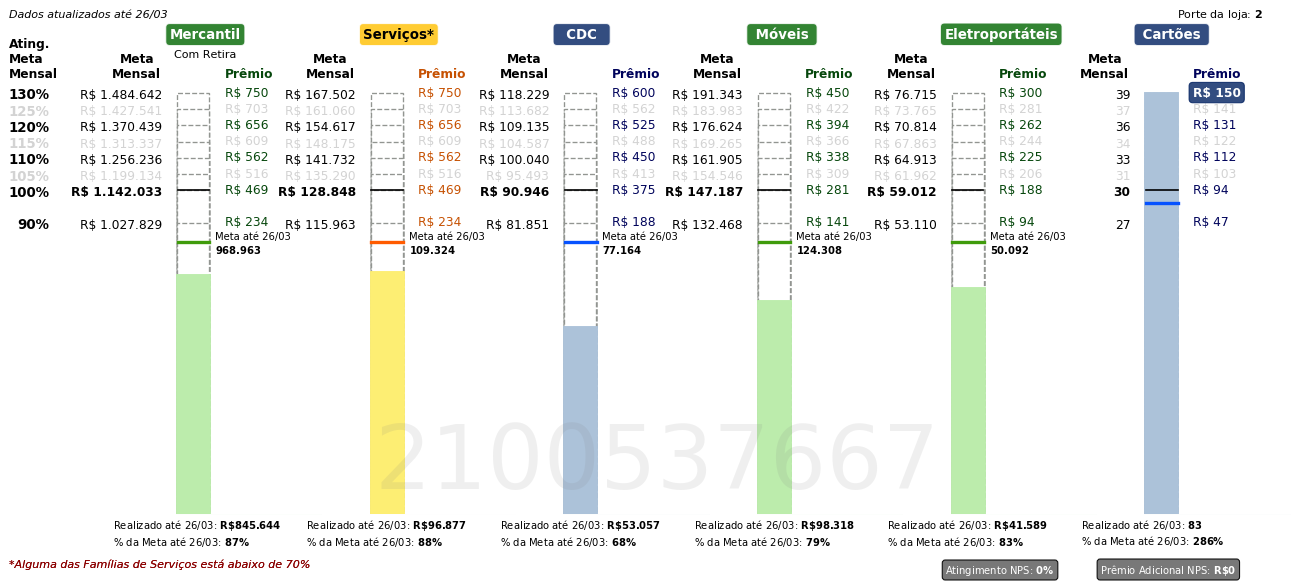 Dados atualizados até 26/03
Porte da loja: 2
Mercantil Serviços* CDC Móveis Eletroportáteis Cartões
Com Retira
Ating. Meta Mensal Meta Mensal Prêmio Meta Mensal Prêmio Meta Mensal Prêmio Meta Mensal Prêmio Meta Mensal Prêmio Meta Mensal Prêmio
130% R$ 1.484.642 R$ 750 R$ 167.502 R$ 750 R$ 118.229 R$ 600 R$ 191.343 R$ 450 R$ 76.715 R$ 300 39 R$ 150
125% R$ 1.427.541 R$ 703 R$ 161.060 R$ 703 R$ 113.682 R$ 562 R$ 183.983 R$ 422 R$ 73.765 R$ 281 37 R$ 141
120% R$ 1.370.439 R$ 656 R$ 154.617 R$ 656 R$ 109.135 R$ 525 R$ 176.624 R$ 394 R$ 70.814 R$ 262 36 R$ 131
115% R$ 1.313.337 R$ 609 R$ 148.175 R$ 609 R$ 104.587 R$ 488 R$ 169.265 R$ 366 R$ 67.863 R$ 244 34 R$ 122
110% R$ 1.256.236 R$ 562 R$ 141.732 R$ 562 R$ 100.040 R$ 450 R$ 161.905 R$ 338 R$ 64.913 R$ 225 33 R$ 112
105% R$ 1.199.134 R$ 516 R$ 135.290 R$ 516 R$ 95.493 R$ 413 R$ 154.546 R$ 309 R$ 61.962 R$ 206 31 R$ 103
100% R$ 1.142.033 R$ 469 R$ 128.848 R$ 469 R$ 90.946 R$ 375 R$ 147.187 R$ 281 R$ 59.012 R$ 188 30 R$ 94
90% R$ 1.027.829 R$ 234 R$ 115.963 R$ 234 R$ 81.851 R$ 188 R$ 132.468 R$ 141 R$ 53.110 R$ 94 27 R$ 47
Meta até 26/03 Meta até 26/03 Meta até 26/03 Meta até 26/03 Meta até 26/03
968.963 109.324 77.164 124.308 50.092
2100537667
Realizado até 26/03: R$845.644 Realizado até 26/03: R$96.877 Realizado até 26/03: R$53.057 Realizado até 26/03: R$98.318 Realizado até 26/03: R$41.589 Realizado até 26/03: 83
% da Meta até 26/03: 87% % da Meta até 26/03: 88% % da Meta até 26/03: 68% % da Meta até 26/03: 79% % da Meta até 26/03: 83% % da Meta até 26/03: 286%
*Alguma das Famílias de Serviços está abaixo de 70%
Atingimento NPS: 0% Prêmio Adicional NPS: R$0